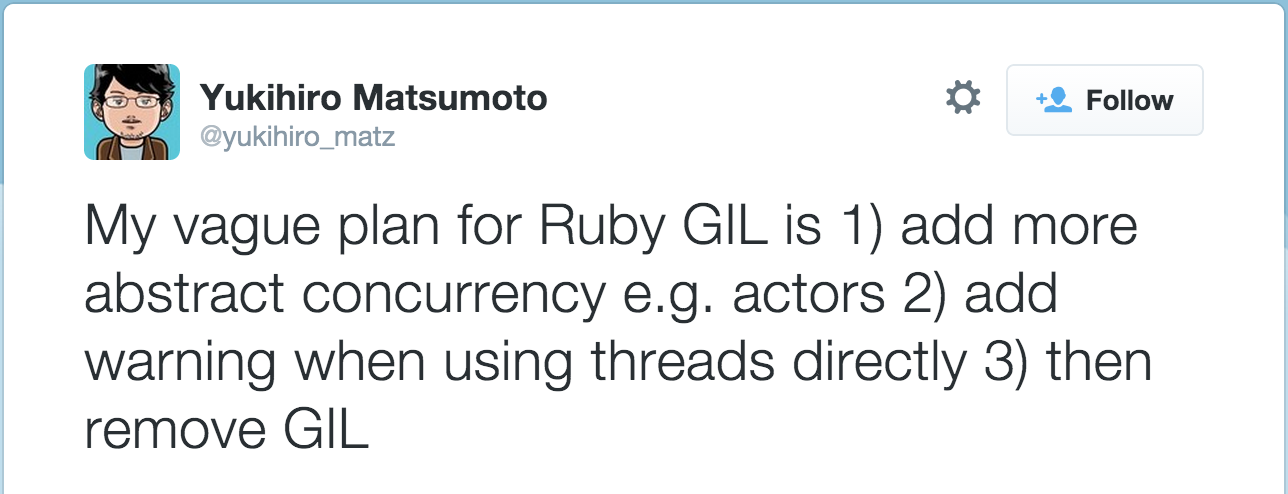 Yukihiro Matsumoto
@yukihiro_matz
Follow
My vague plan for Ruby GIL is 1) add more
abstract concurrency e.g. actors 2) add
warning when using threads directly 3) then
remove GIL